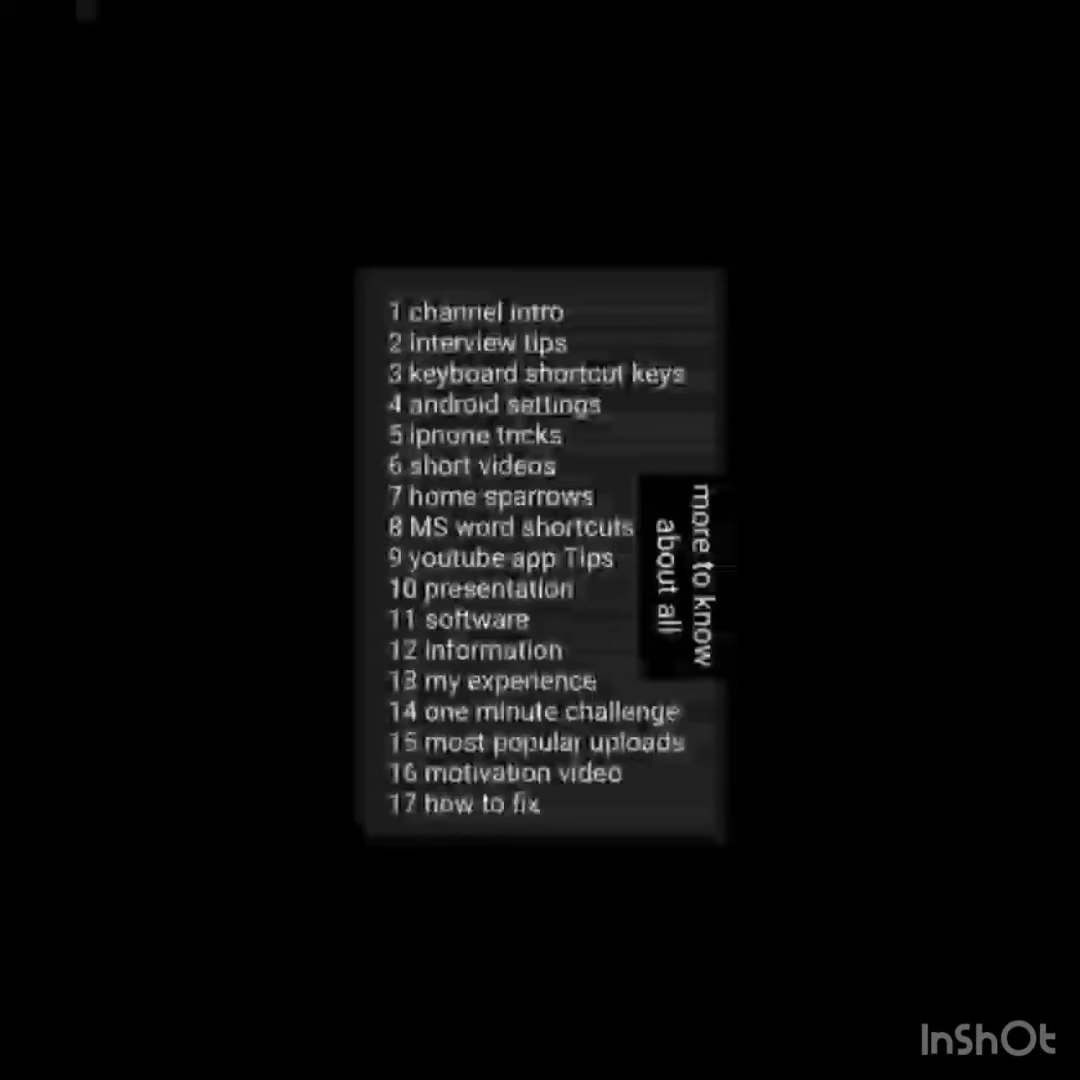 1 channel intro
2 interview tips
3 keyboard shortcut keys
4 android settings
5 iphone tricks
6 short videos
7 home sparrows
8 MS word shortcuts
9 youtube app Tips
10 presentation
11 software
12 information
13 my experience
14 one minute challenge
15 most popular uploads
16 motivation video
17 how to fix
more to know
about all
InShOt